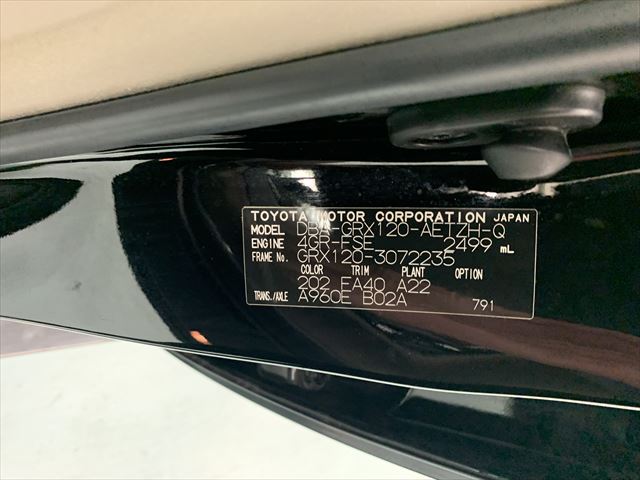 TOYOTA MOTOR CORPORATION JAPAN
MODEL DBA-GRX120-AETZH-Q
ENGINE 4GR-FSE 2499 mL
FRAME No. GRX120-3072235
COLOR TRIM PLANT OPTION
202 FA40 A22
TRANS./AXLE A960E B02A 791